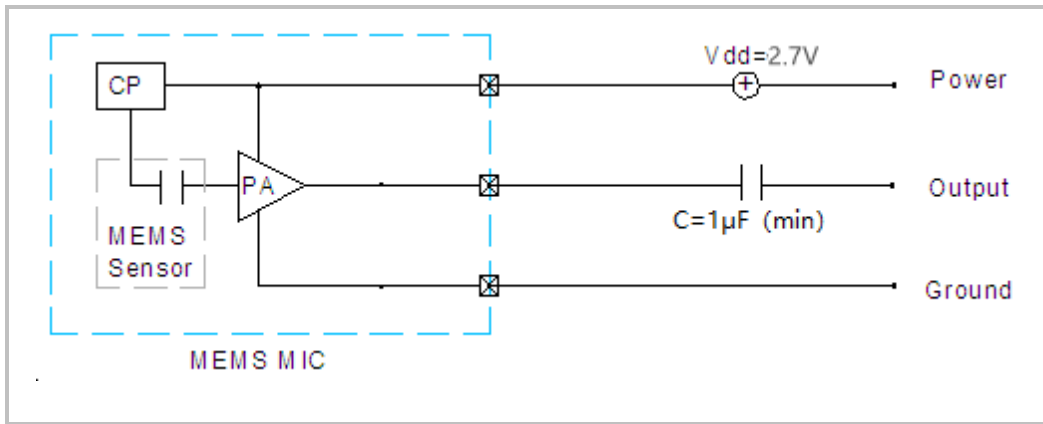 Vdd=2.7V
CP
Power
PA
Output
MEMS
Sensor
C=1µF (min)
Ground
MEMS MIC